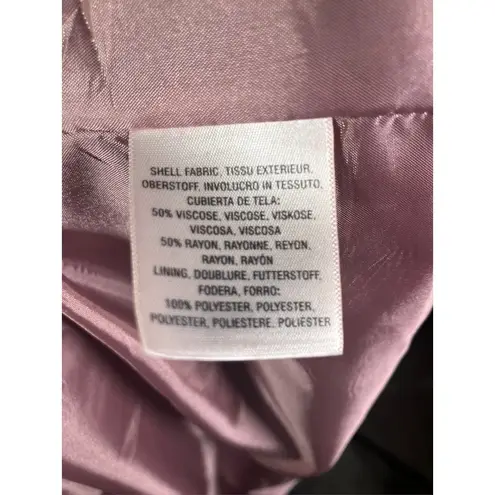 SHELL FABRIC, TISSU EXTERIEUR,
OBERSTOFF, INVOLUCRO IN TESSUTO,
CUBIERTA DE TELA:
50% VISCOSE, VISCOSE, VISKOSE,
VISCOSA, VISCOSA
50% RAYON, RAYONNE, REYON,
RAYON, RAYÓN
LINING, DOUBLURE, FUTTERSTOFF,
FODERA, FORRO:
100% POLYESTER, POLYESTER,
POLYESTER, POLIESTERE, POLIÉSTER